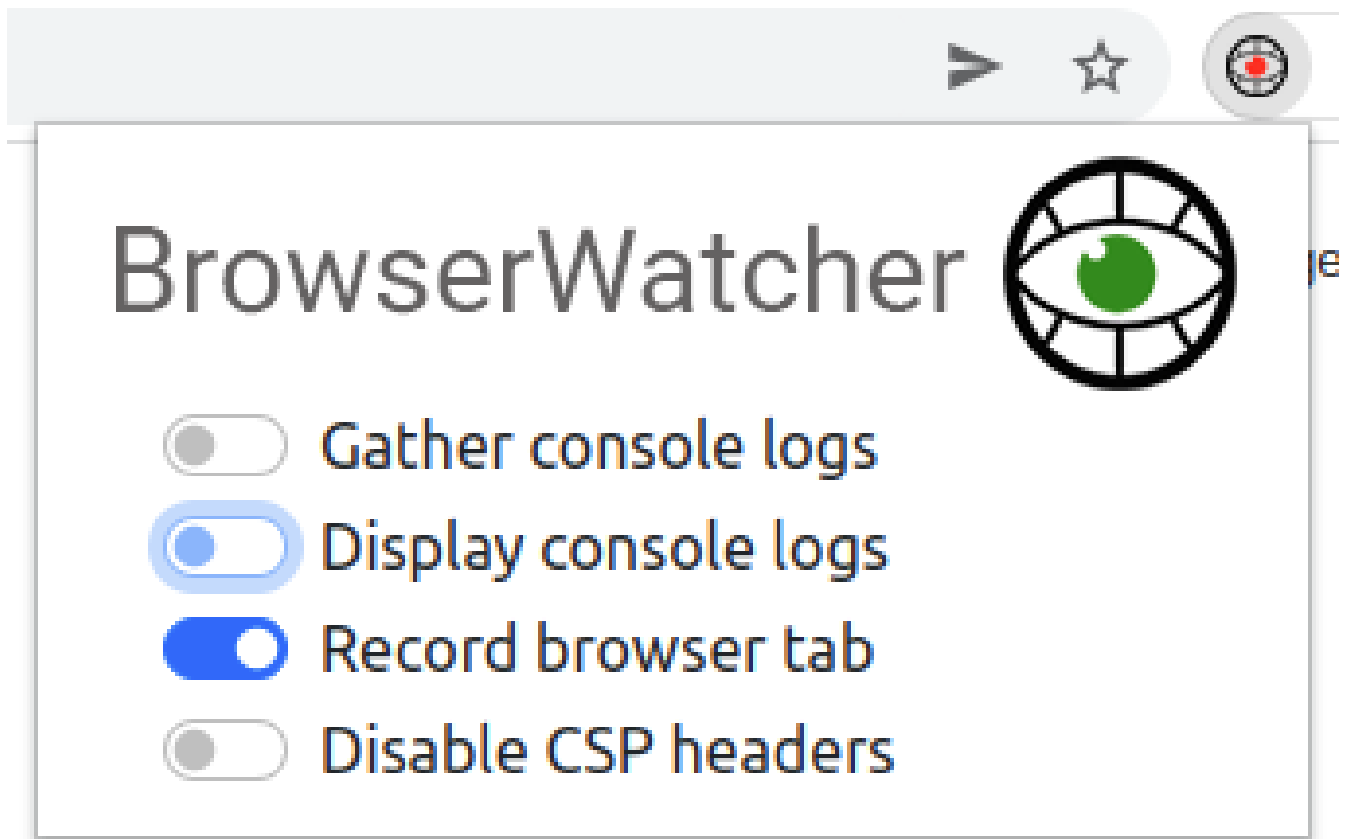 BrowserWatcher
Gather console logs
Display console logs
Record browser tab
Disable CSP headers